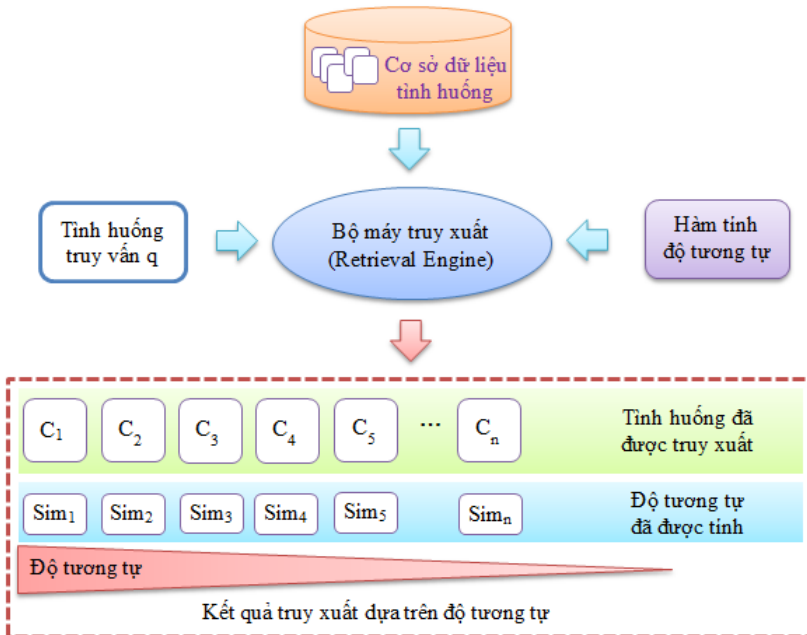 Cơ sở dữ liệu
tình huống
Tình huống
truy vấn q
Bộ máy truy xuất
(Retrieval Engine)
Hàm tính
độ tương tự
C1 C2 C3 C4 C5 ... Cn
Tình huống đã
được truy xuất
Sim1 Sim2 Sim3 Sim4 Sim5 Simn
Độ tương tự
đã được tính
Độ tương tự
Kết quả truy xuất dựa trên độ tương tự